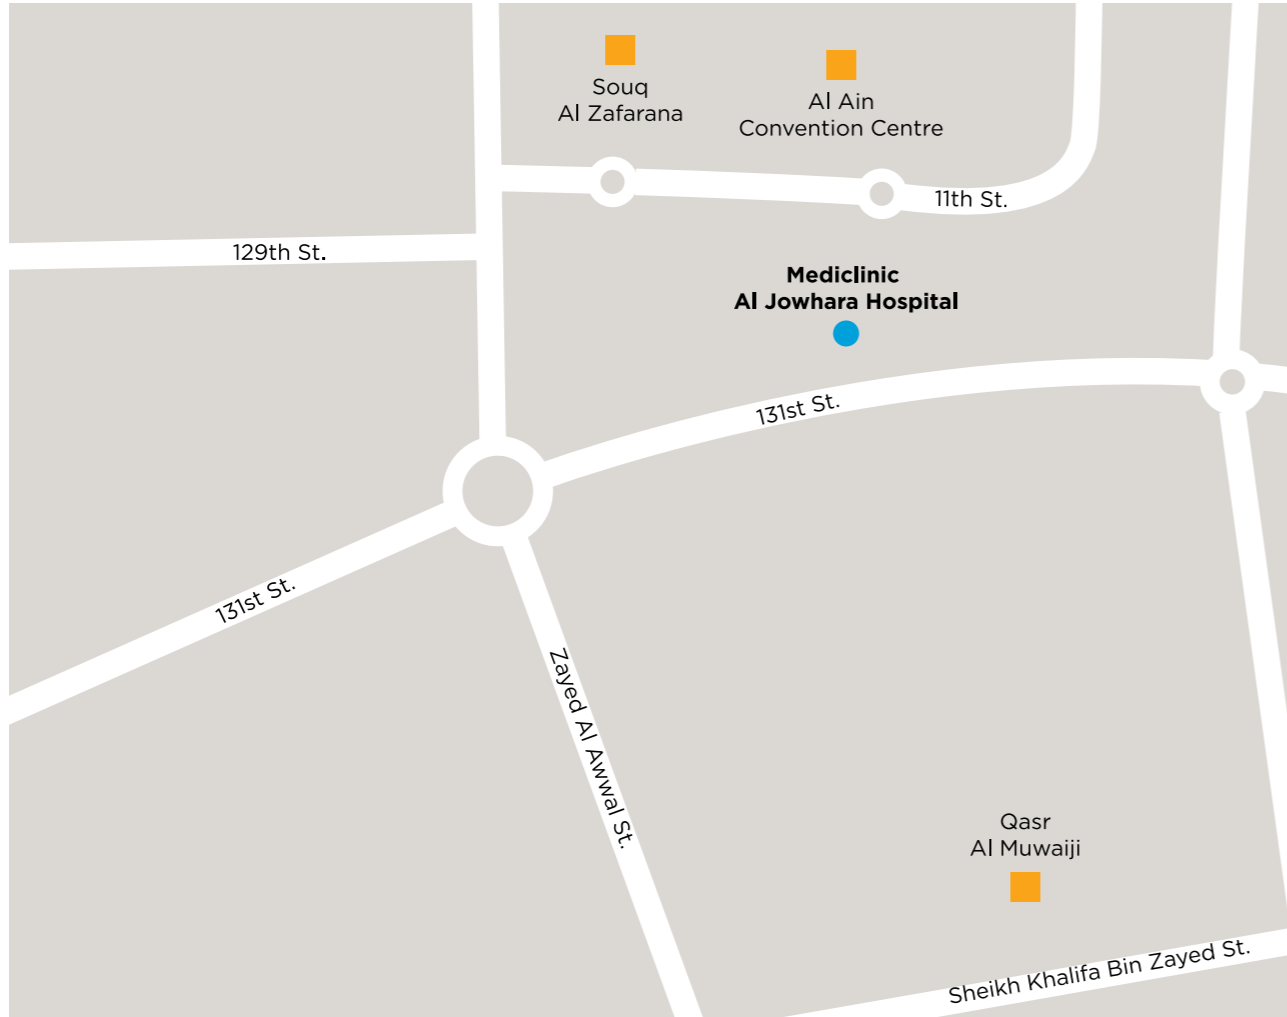 Souq
Al Zafarana
Al Ain
Convention Centre
11th St.
129th St.
Mediclinic
Al Jowhara Hospital
131st St.
131st St.
Zayed Al Awwal St.
Qasr
Al Muwaiji
Sheikh Khalifa Bin Zayed St.